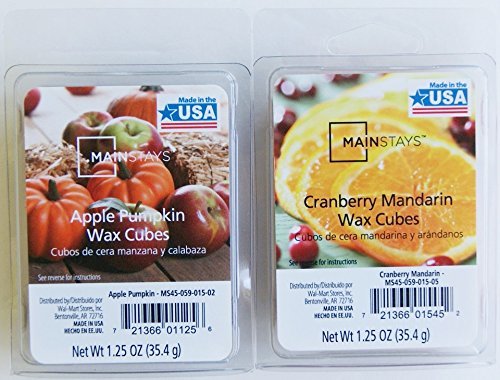 Made in the
USA
MAINSTAYS
Apple Pumpkin
Wax Cubes
Cubos de cera manzana y calabaza
See reverse for instructions
Distributed by/Distribuido por
Wal-Mart Stores, Inc.
Bentonville, AR 72716
MADE IN USA
HECHO EN EE.UU.
Apple Pumpkin - MS45-059-015-02
7 21366 01125 6
Net Wt 1.25 OZ (35.4 g)
Made in the
USA
MAINSTAYS™
Cranberry Mandarin
Wax Cubes
Cubos de cera mandarina y arándanos
See reverse for instructions
Distributed by/Distribuido por
Wal-Mart Stores, Inc.
Bentonville, AR 72716
MADE IN USA
HECHO EN EE.UU.
Cranberry Mandarin -
MS45-059-015-05
7 21366 01545 2
Net Wt 1.25 OZ (35.4 g)